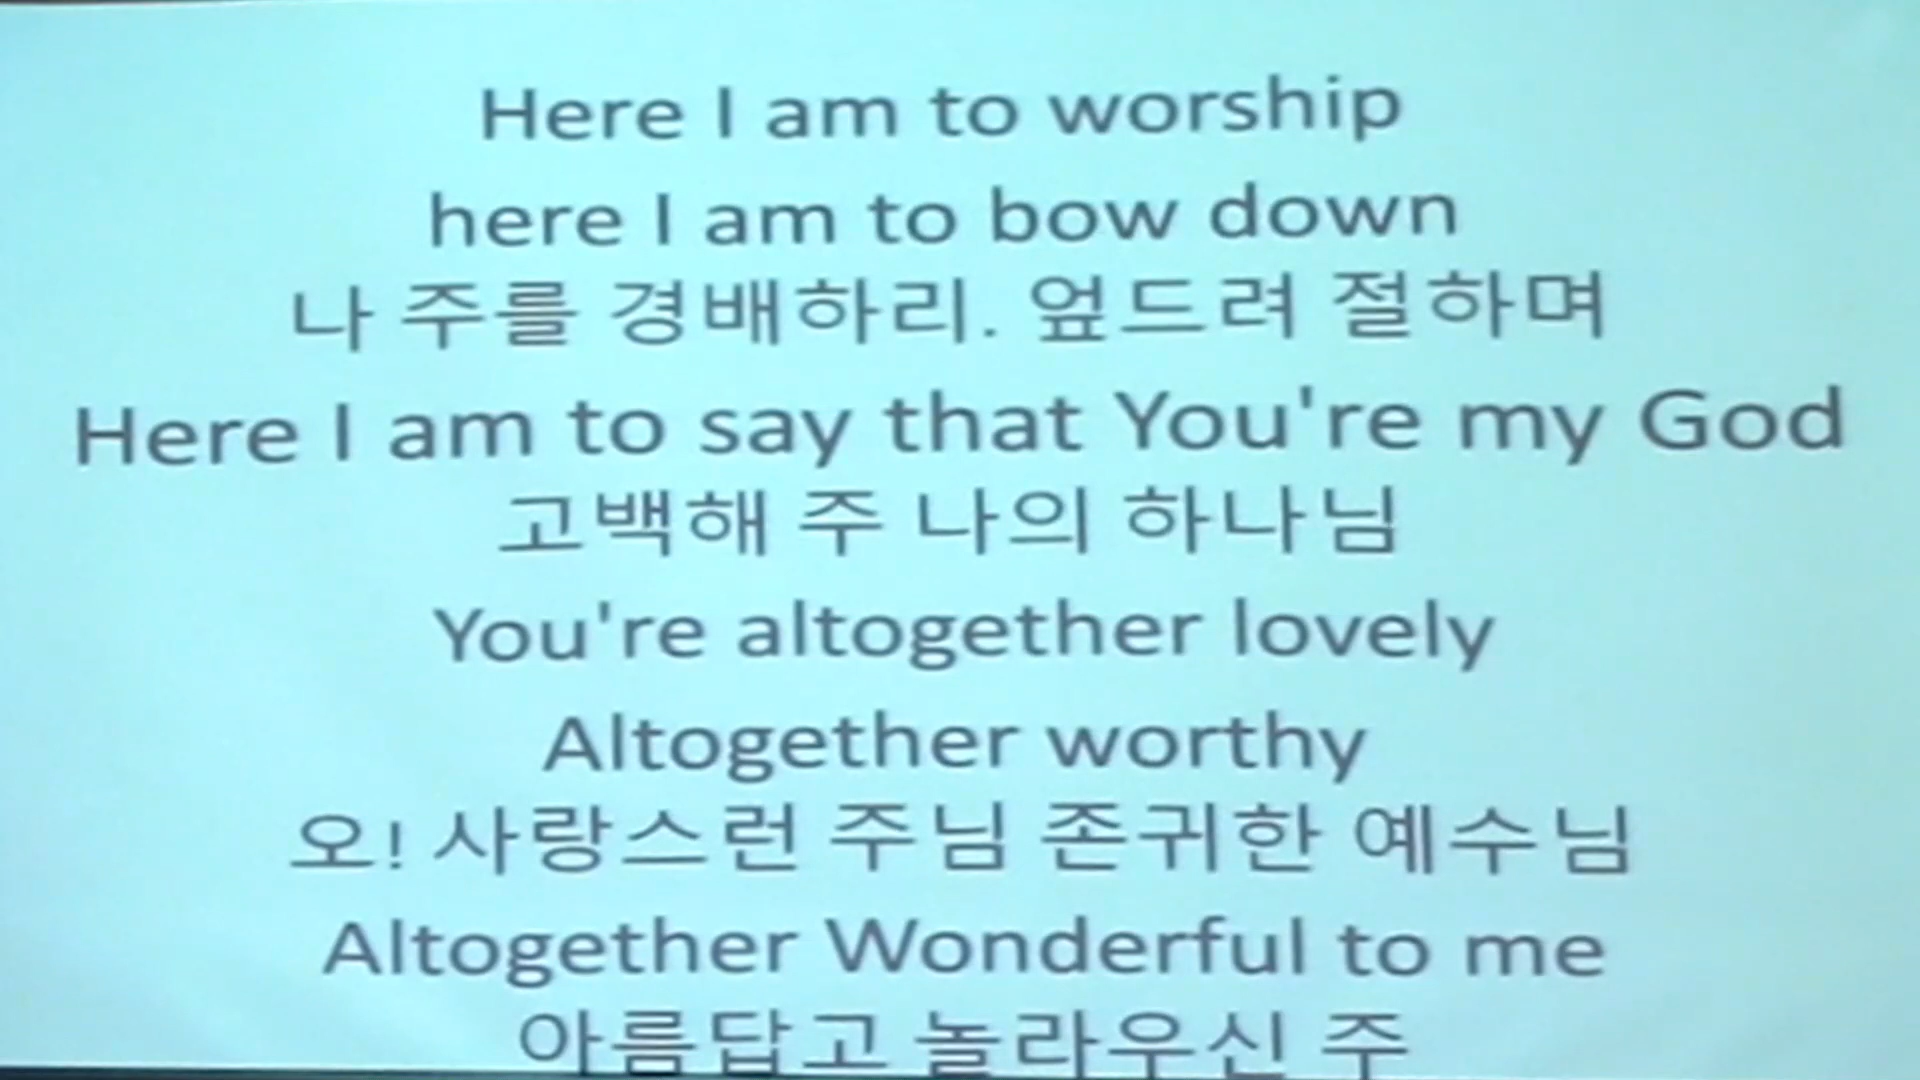 Here I am to worship
here I am to bow down
나 주를 경배하리. 엎드려 절하며
Here I am to say that You're my God
고백해 주 나의 하나님
You're altogether lovely
Altogether worthy
오! 사랑스런 주님 존귀한 예수님
Altogether Wonderful to me
아름답고 놀라우신 주